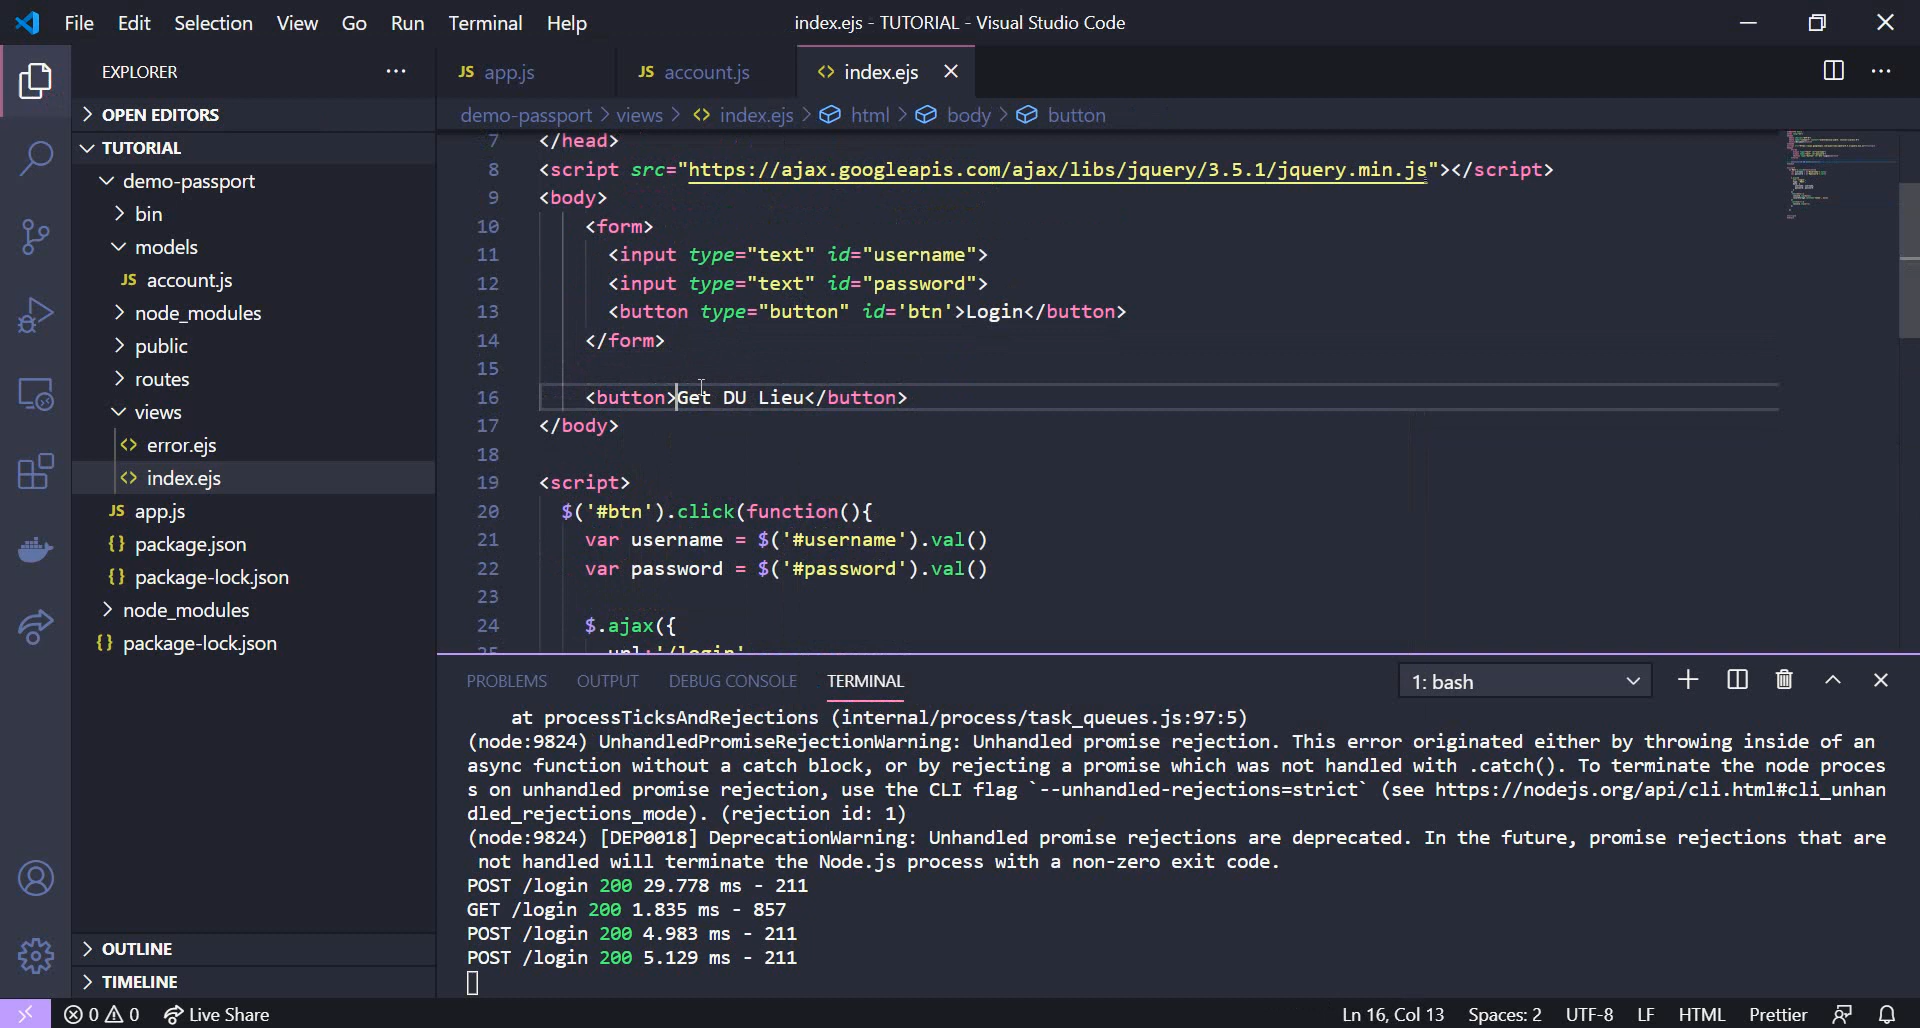 File Edit Selection View Go Run Terminal Help
index.ejs - TUTORIAL - Visual Studio Code
EXPLORER
OPEN EDITORS
TUTORIAL
demo-passport
bin
models
JS account.js
node_modules
public
routes
views
<> error.ejs
<> index.ejs
JS app.js
{} package.json
{} package-lock.json
node_modules
{} package-lock.json
OUTLINE
TIMELINE
JS app.js
JS account.js
<> index.ejs
demo-passport > views > <> index.ejs > html > body > button
7 </head>
8 <script src="https://ajax.googleapis.com/ajax/libs/jquery/3.5.1/jquery.min.js"></script>
9 <body>
10 <form>
11 <input type="text" id="username">
12 <input type="text" id="password">
13 <button type="button" id='btn'>Login</button>
14 </form>
15
16 <button>Get DU Lieu</button>
17 </body>
18
19 <script>
20 $('#btn').click(function(){
21 var username = $('#username').val()
22 var password = $('#password').val()
23
24 $.ajax({
25 url:'/login'
PROBLEMS OUTPUT DEBUG CONSOLE TERMINAL
1: bash
at processTicksAndRejections (internal/process/task_queues.js:97:5)
(node:9824) UnhandledPromiseRejectionWarning: Unhandled promise rejection. This error originated either by throwing inside of an
async function without a catch block, or by rejecting a promise which was not handled with .catch(). To terminate the node proces
s on unhandled promise rejection, use the CLI flag `--unhandled-rejections=strict` (see https://nodejs.org/api/cli.html#cli_unhan
dled_rejections_mode). (rejection id: 1)
(node:9824) [DEP0018] DeprecationWarning: Unhandled promise rejections are deprecated. In the future, promise rejections that are
not handled will terminate the Node.js process with a non-zero exit code.
POST /login 200 29.778 ms - 211
GET /login 200 1.835 ms - 857
POST /login 200 4.983 ms - 211
POST /login 200 5.129 ms - 211
0 0 Live Share
Ln 16, Col 13 Spaces: 2 UTF-8 LF HTML Prettier